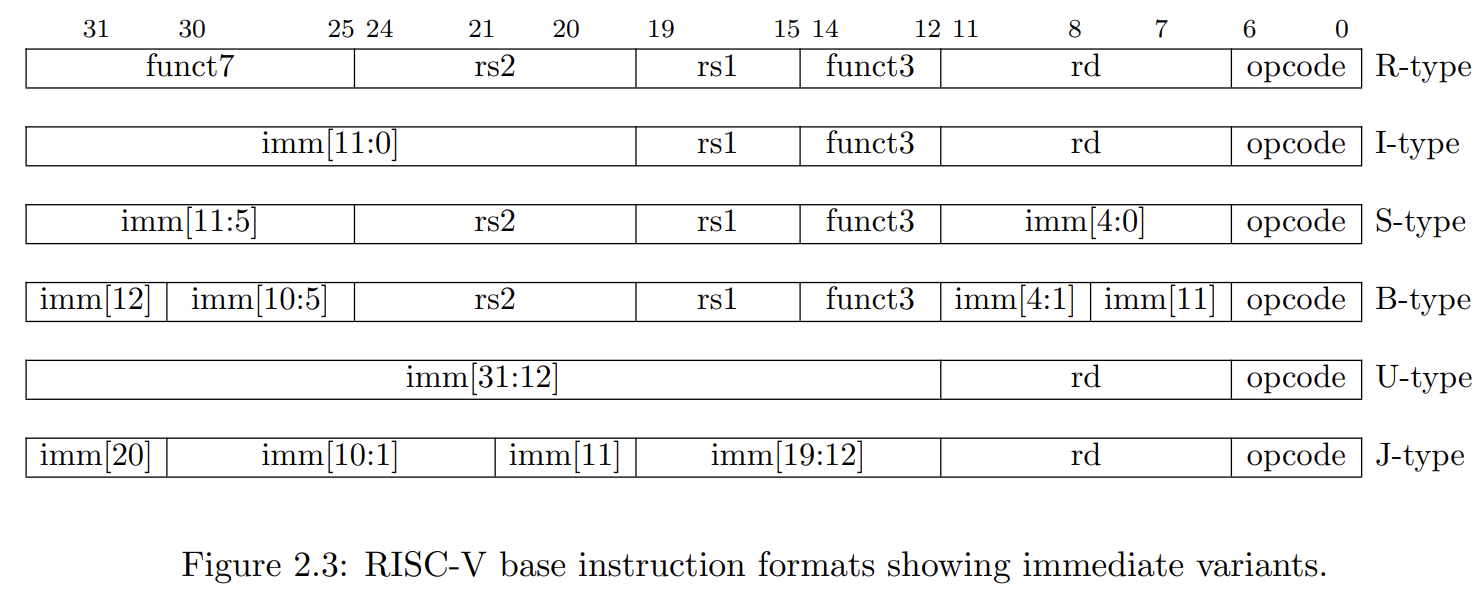 31 30 25 24 21 20 19 15 14 12 11 8 7 6 0
funct7 rs2 rs1 funct3 rd opcode R-type
imm[11:0] rs1 funct3 rd opcode I-type
imm[11:5] rs2 rs1 funct3 imm[4:0] opcode S-type
imm[12] imm[10:5] rs2 rs1 funct3 imm[4:1] imm[11] opcode B-type
imm[31:12] rd opcode U-type
imm[20] imm[10:1] imm[11] imm[19:12] rd opcode J-type
Figure 2.3: RISC-V base instruction formats showing immediate variants.